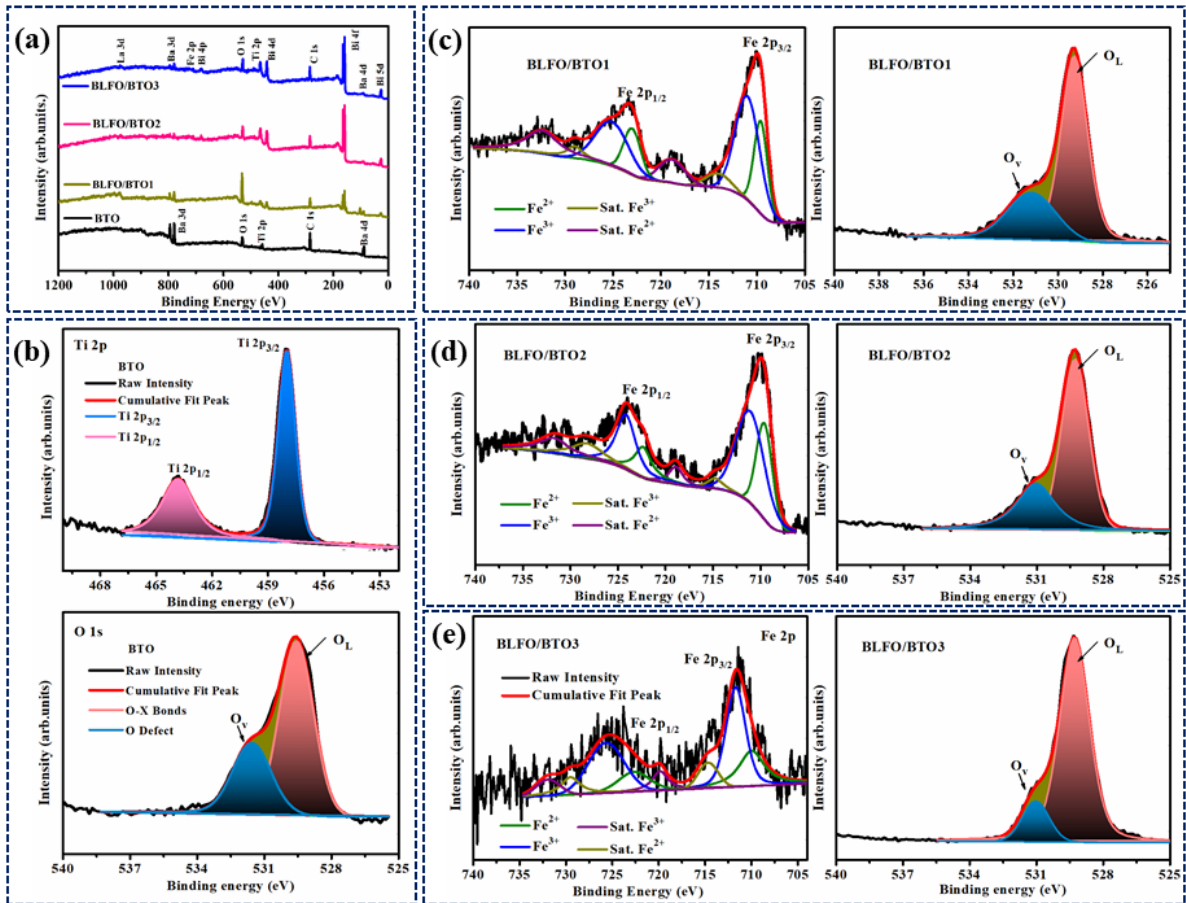 (a)
La 3d
Ba 3d
Fe 2p
Bi 4p
O 1s
Ti 2p
Bi 4d
C 1s
Bi 4f
Ba 4d
Bi 5d
BLFO/BTO3
BLFO/BTO2
BLFO/BTO1
BTO
Ba 3d
O 1s
Ti 2p
C 1s
Ba 4d
Intensity (arb.units.)
1200 1000 800 600 400 200 0
Binding Energy (eV)
(b)
Ti 2p
Ti 2p3/2
BTO
Raw Intensity
Cumulative Fit Peak
Ti 2p3/2
Ti 2p1/2
Ti 2p1/2
Intensity (arb.units)
468 465 462 459 456 453
Binding energy (eV)
O 1s
BTO
OL
Raw Intensity
Cumulative Fit Peak
O-X Bonds
O Defect
Ov
Intensity (arb.units)
540 537 534 531 528 525
Binding energy (eV)
(c)
BLFO/BTO1
Fe 2p3/2
Fe 2p1/2
Fe2+
Fe3+
Sat. Fe3+
Sat. Fe2+
Intensity (arb.units)
740 735 730 725 720 715 710 705
Binding Energy (eV)
BLFO/BTO1
OL
Ov
Intensity (arb.units)
540 538 536 534 532 530 528 526
Binding Energy (eV)
(d)
BLFO/BTO2
Fe 2p3/2
Fe 2p1/2
Fe2+
Fe3+
Sat. Fe3+
Sat. Fe2+
Intensity (arb.units)
740 735 730 725 720 715 710 705
Binding Energy (eV)
BLFO/BTO2
OL
Ov
Intensity (arb.units)
540 537 534 531 528 525
Binding Energy (eV)
(e)
BLFO/BTO3
Fe 2p
Raw Intensity
Cumulative Fit Peak
Fe 2p3/2
Fe 2p1/2
Fe2+
Fe3+
Sat. Fe3+
Sat. Fe2+
Intensity (arb.units)
736 732 728 724 720 716 712 708 704
Binding Energy (eV)
BLFO/BTO3
OL
Ov
Intensity (arb.units)
540 537 534 531 528 525
Binding Energy (eV)